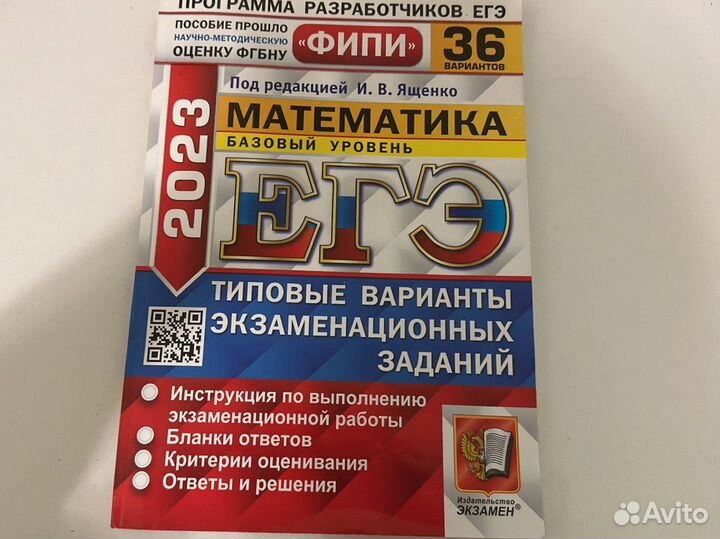 ПРОГРАММА РАЗРАБОТЧИКОВ ЕГЭ
ПОСОБИЕ ПРОШЛО
НАУЧНО-МЕТОДИЧЕСКУЮ
ОЦЕНКУ ФГБНУ
«ФИПИ»
36
ВАРИАНТОВ
Под редакцией И. В. Ященко
2023
МАТЕМАТИКА
БАЗОВЫЙ УРОВЕНЬ
ЕГЭ
ТИПОВЫЕ ВАРИАНТЫ
ЭКЗАМЕНАЦИОННЫХ
ЗАДАНИЙ
Инструкция по выполнению
экзаменационной работы
Бланки ответов
Критерии оценивания
Ответы и решения
Издательство
ЭКЗАМЕН®
Avito